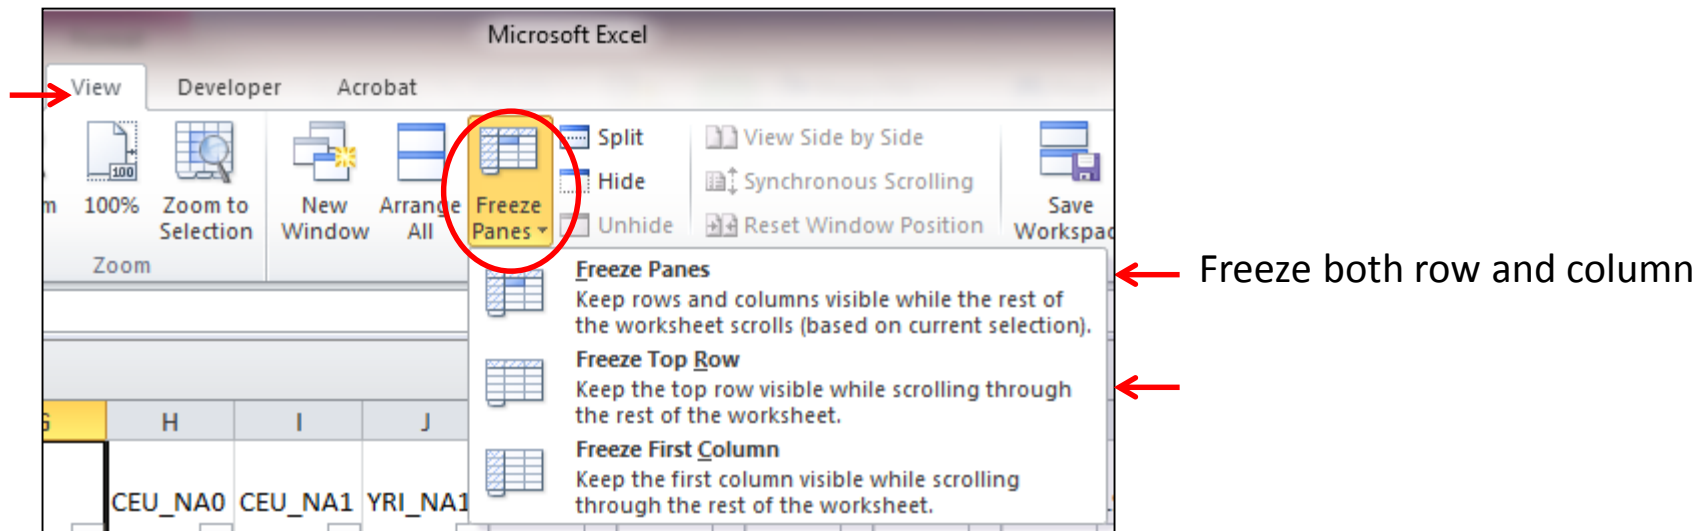 Microsoft Excel
View Developer Acrobat
Split View Side by Side
100
Hide Synchronous Scrolling
m 100% Zoom to New Arrange Freeze Save
Selection Window All Panes Unhide Reset Window Position Workspac
Zoom
Freeze Panes
Freeze both row and column
Keep rows and columns visible while the rest of
the worksheet scrolls (based on current selection).
Freeze Top Row
Keep the top row visible while scrolling through
the rest of the worksheet.
H I J
Freeze First Column
Keep the first column visible while scrolling
CEU_NA0 CEU_NA1 YRI_NA1
through the rest of the worksheet.